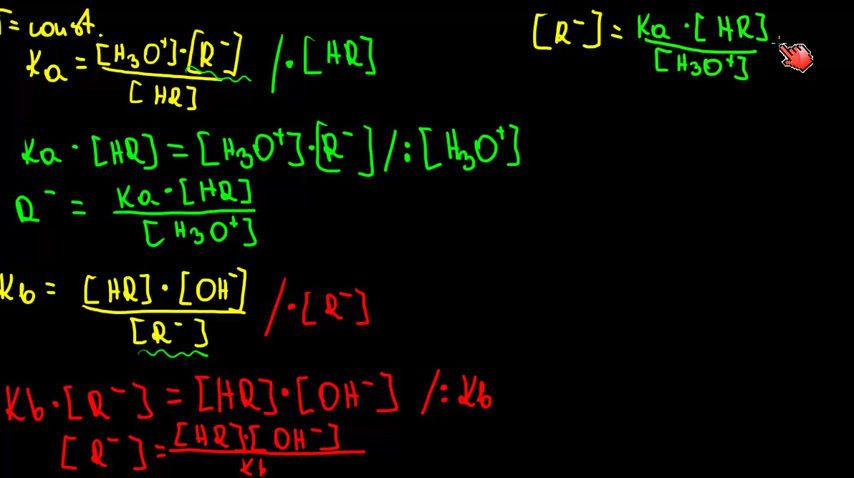 T = const.
Ka = [H₃O⁺]·[R⁻] / [HR] /·[HR]
Ka·[HR] = [H₃O⁺]·[R⁻] /:[H₃O⁺]
R⁻ = Ka·[HR] / [H₃O⁺]
Kb = [HR]·[OH⁻] / [R⁻] /·[R⁻]
Kb·[R⁻] = [HR]·[OH⁻] /:Kb
[R⁻] = [HR]·[OH⁻] / Kb
[R⁻] = Ka·[HR] / [H₃O⁺]